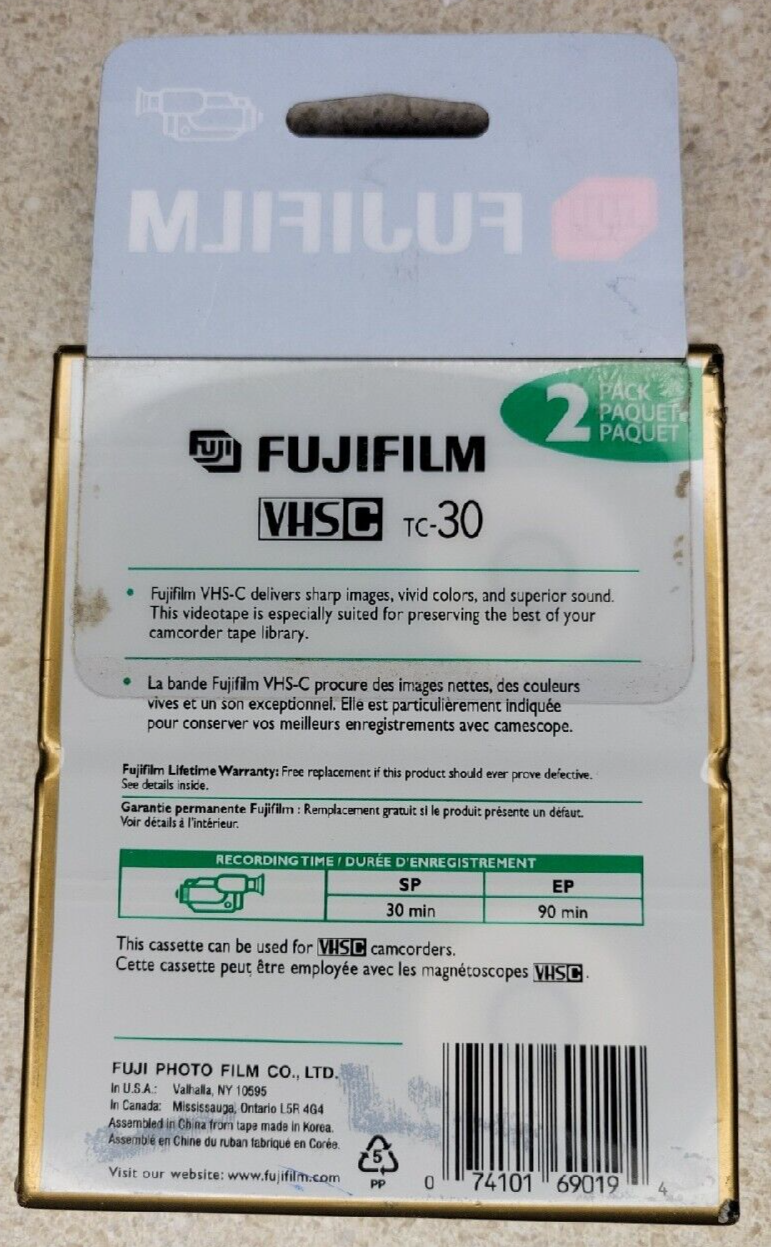 FUJIFILM FUJI
2 PACK
PAQUETE
PAQUET
FUJI FUJIFILM
VHS C TC-30
• Fujifilm VHS-C delivers sharp images, vivid colors, and superior sound.
This videotape is especially suited for preserving the best of your
camcorder tape library.
• La bande Fujifilm VHS-C procure des images nettes, des couleurs
vives et un son exceptionnel. Elle est particulièrement indiquée
pour conserver vos meilleurs enregistrements avec camescope.
Fujifilm Lifetime Warranty: Free replacement if this product should ever prove defective.
See details inside.
Garantie permanente Fujifilm : Remplacement gratuit si le produit présente un défaut.
Voir détails à l'intérieur.
RECORDING TIME / DURÉE D'ENREGISTREMENT
SP EP
30 min 90 min
This cassette can be used for VHS C camcorders.
Cette cassette peut être employée avec les magnétoscopes VHS C.
FUJI PHOTO FILM CO., LTD.
In U.S.A.: Valhalla, NY 10595
In Canada: Mississauga, Ontario L5R 4G4
Assembled in China from tape made in Korea.
Assemblé en Chine du ruban fabriqué en Corée.
Visit our website: www.fujifilm.com
5
PP
0 74101 69019 4